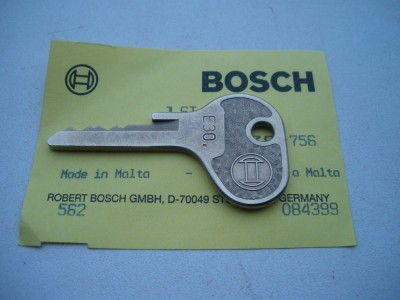 BOSCH
E30.
756
Made in Malta - o Malta
ROBERT BOSCH GMBH, D-70049 GERMANY
562 084399